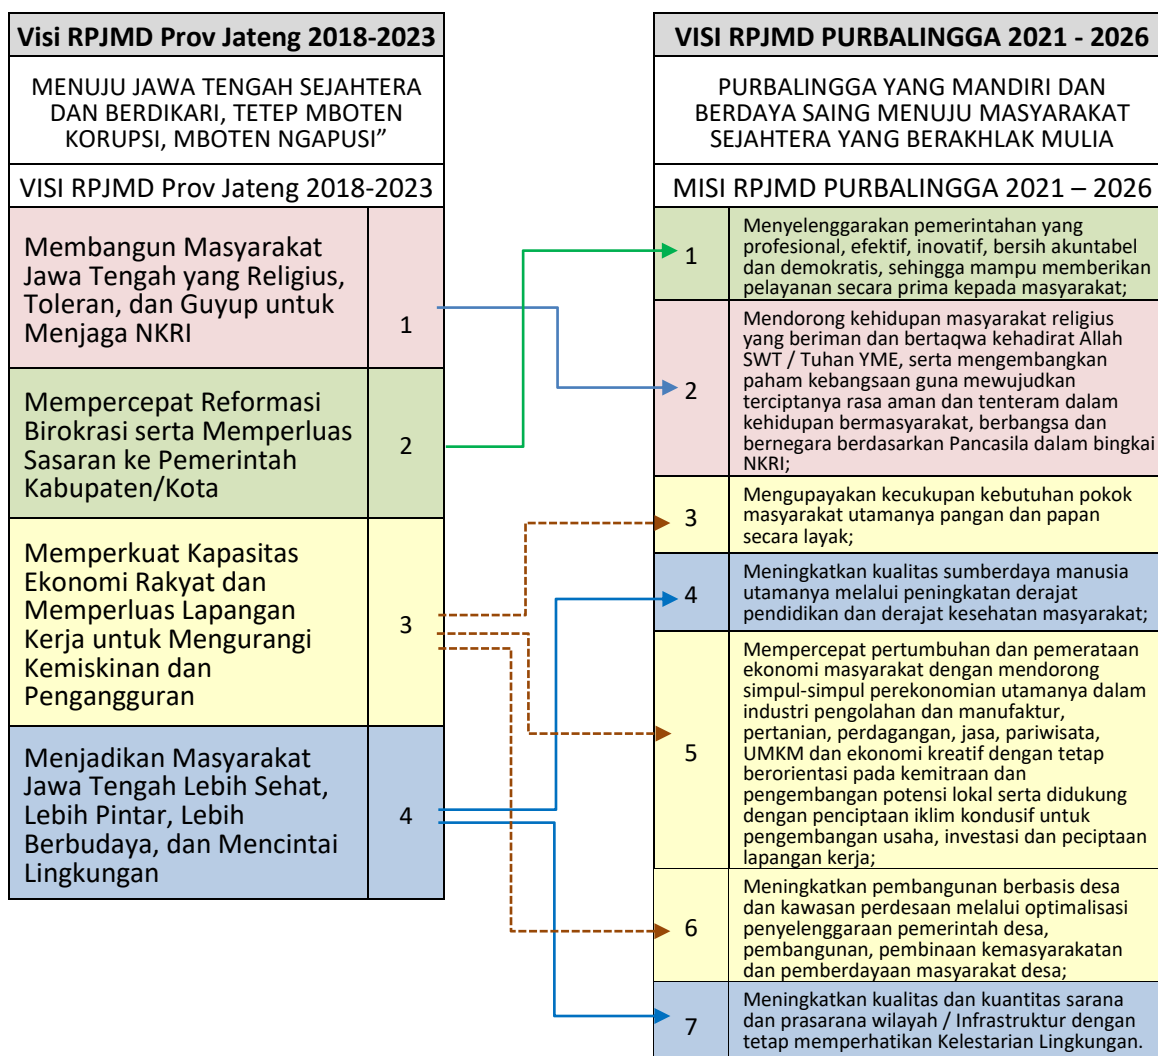 Visi RPJMD Prov Jateng 2018-2023
MENUJU JAWA TENGAH SEJAHTERA
DAN BERDIKARI, TETEP MBOTEN
KORUPSI, MBOTEN NGAPUSI”
VISI RPJMD Prov Jateng 2018-2023
Membangun Masyarakat
Jawa Tengah yang Religius,
Toleran, dan Guyup untuk
Menjaga NKRI
1
Mempercepat Reformasi
Birokrasi serta Memperluas
Sasaran ke Pemerintah
Kabupaten/Kota
2
Memperkuat Kapasitas
Ekonomi Rakyat dan
Memperluas Lapangan
Kerja untuk Mengurangi
Kemiskinan dan
Pengangguran
3
Menjadikan Masyarakat
Jawa Tengah Lebih Sehat,
Lebih Pintar, Lebih
Berbudaya, dan Mencintai
Lingkungan
4
VISI RPJMD PURBALINGGA 2021 - 2026
PURBALINGGA YANG MANDIRI DAN
BERDAYA SAING MENUJU MASYARAKAT
SEJAHTERA YANG BERAKHLAK MULIA
MISI RPJMD PURBALINGGA 2021 – 2026
1
Menyelenggarakan pemerintahan yang
profesional, efektif, inovatif, bersih akuntabel
dan demokratis, sehingga mampu memberikan
pelayanan secara prima kepada masyarakat;
2
Mendorong kehidupan masyarakat religius
yang beriman dan bertaqwa kehadirat Allah
SWT / Tuhan YME, serta mengembangkan
paham kebangsaan guna mewujudkan
terciptanya rasa aman dan tenteram dalam
kehidupan bermasyarakat, berbangsa dan
bernegara berdasarkan Pancasila dalam bingkai
NKRI;
3
Mengupayakan kecukupan kebutuhan pokok
masyarakat utamanya pangan dan papan
secara layak;
4
Meningkatkan kualitas sumberdaya manusia
utamanya melalui peningkatan derajat
pendidikan dan derajat kesehatan masyarakat;
5
Mempercepat pertumbuhan dan pemerataan
ekonomi masyarakat dengan mendorong
simpul-simpul perekonomian utamanya dalam
industri pengolahan dan manufaktur,
pertanian, perdagangan, jasa, pariwisata,
UMKM dan ekonomi kreatif dengan tetap
berorientasi pada kemitraan dan
pengembangan potensi lokal serta didukung
dengan penciptaan iklim kondusif untuk
pengembangan usaha, investasi dan peciptaan
lapangan kerja;
6
Meningkatkan pembangunan berbasis desa
dan kawasan perdesaan melalui optimalisasi
penyelenggaraan pemerintah desa,
pembangunan, pembinaan kemasyarakatan
dan pemberdayaan masyarakat desa;
7
Meningkatkan kualitas dan kuantitas sarana
dan prasarana wilayah / Infrastruktur dengan
tetap memperhatikan Kelestarian Lingkungan.